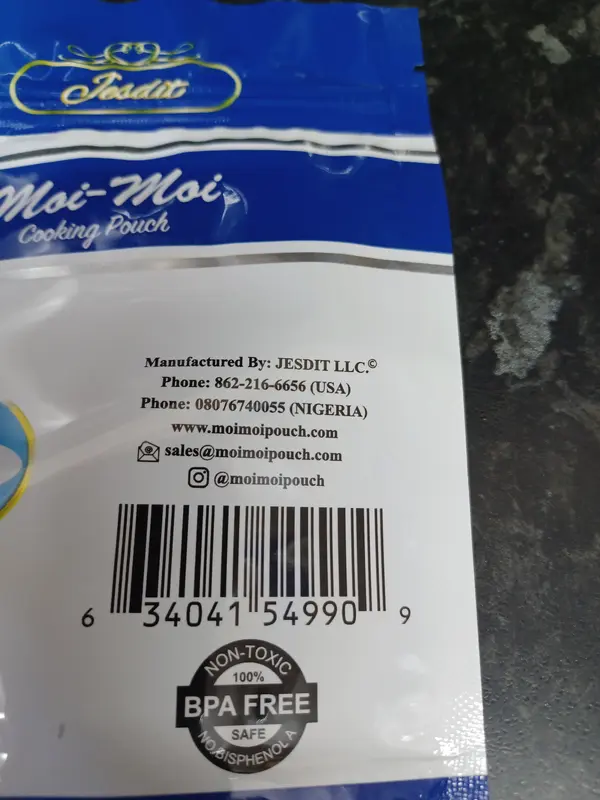 Jesdit
Moi-Moi
Cooking Pouch
Manufactured By: JESDIT LLC.©
Phone: 862-216-6656 (USA)
Phone: 08076740055 (NIGERIA)
www.moimoipouch.com
sales@moimoipouch.com
@moimoipouch
6 34041 54990 9
NON-TOXIC
100%
BPA FREE
SAFE
NO BISPHENOL A